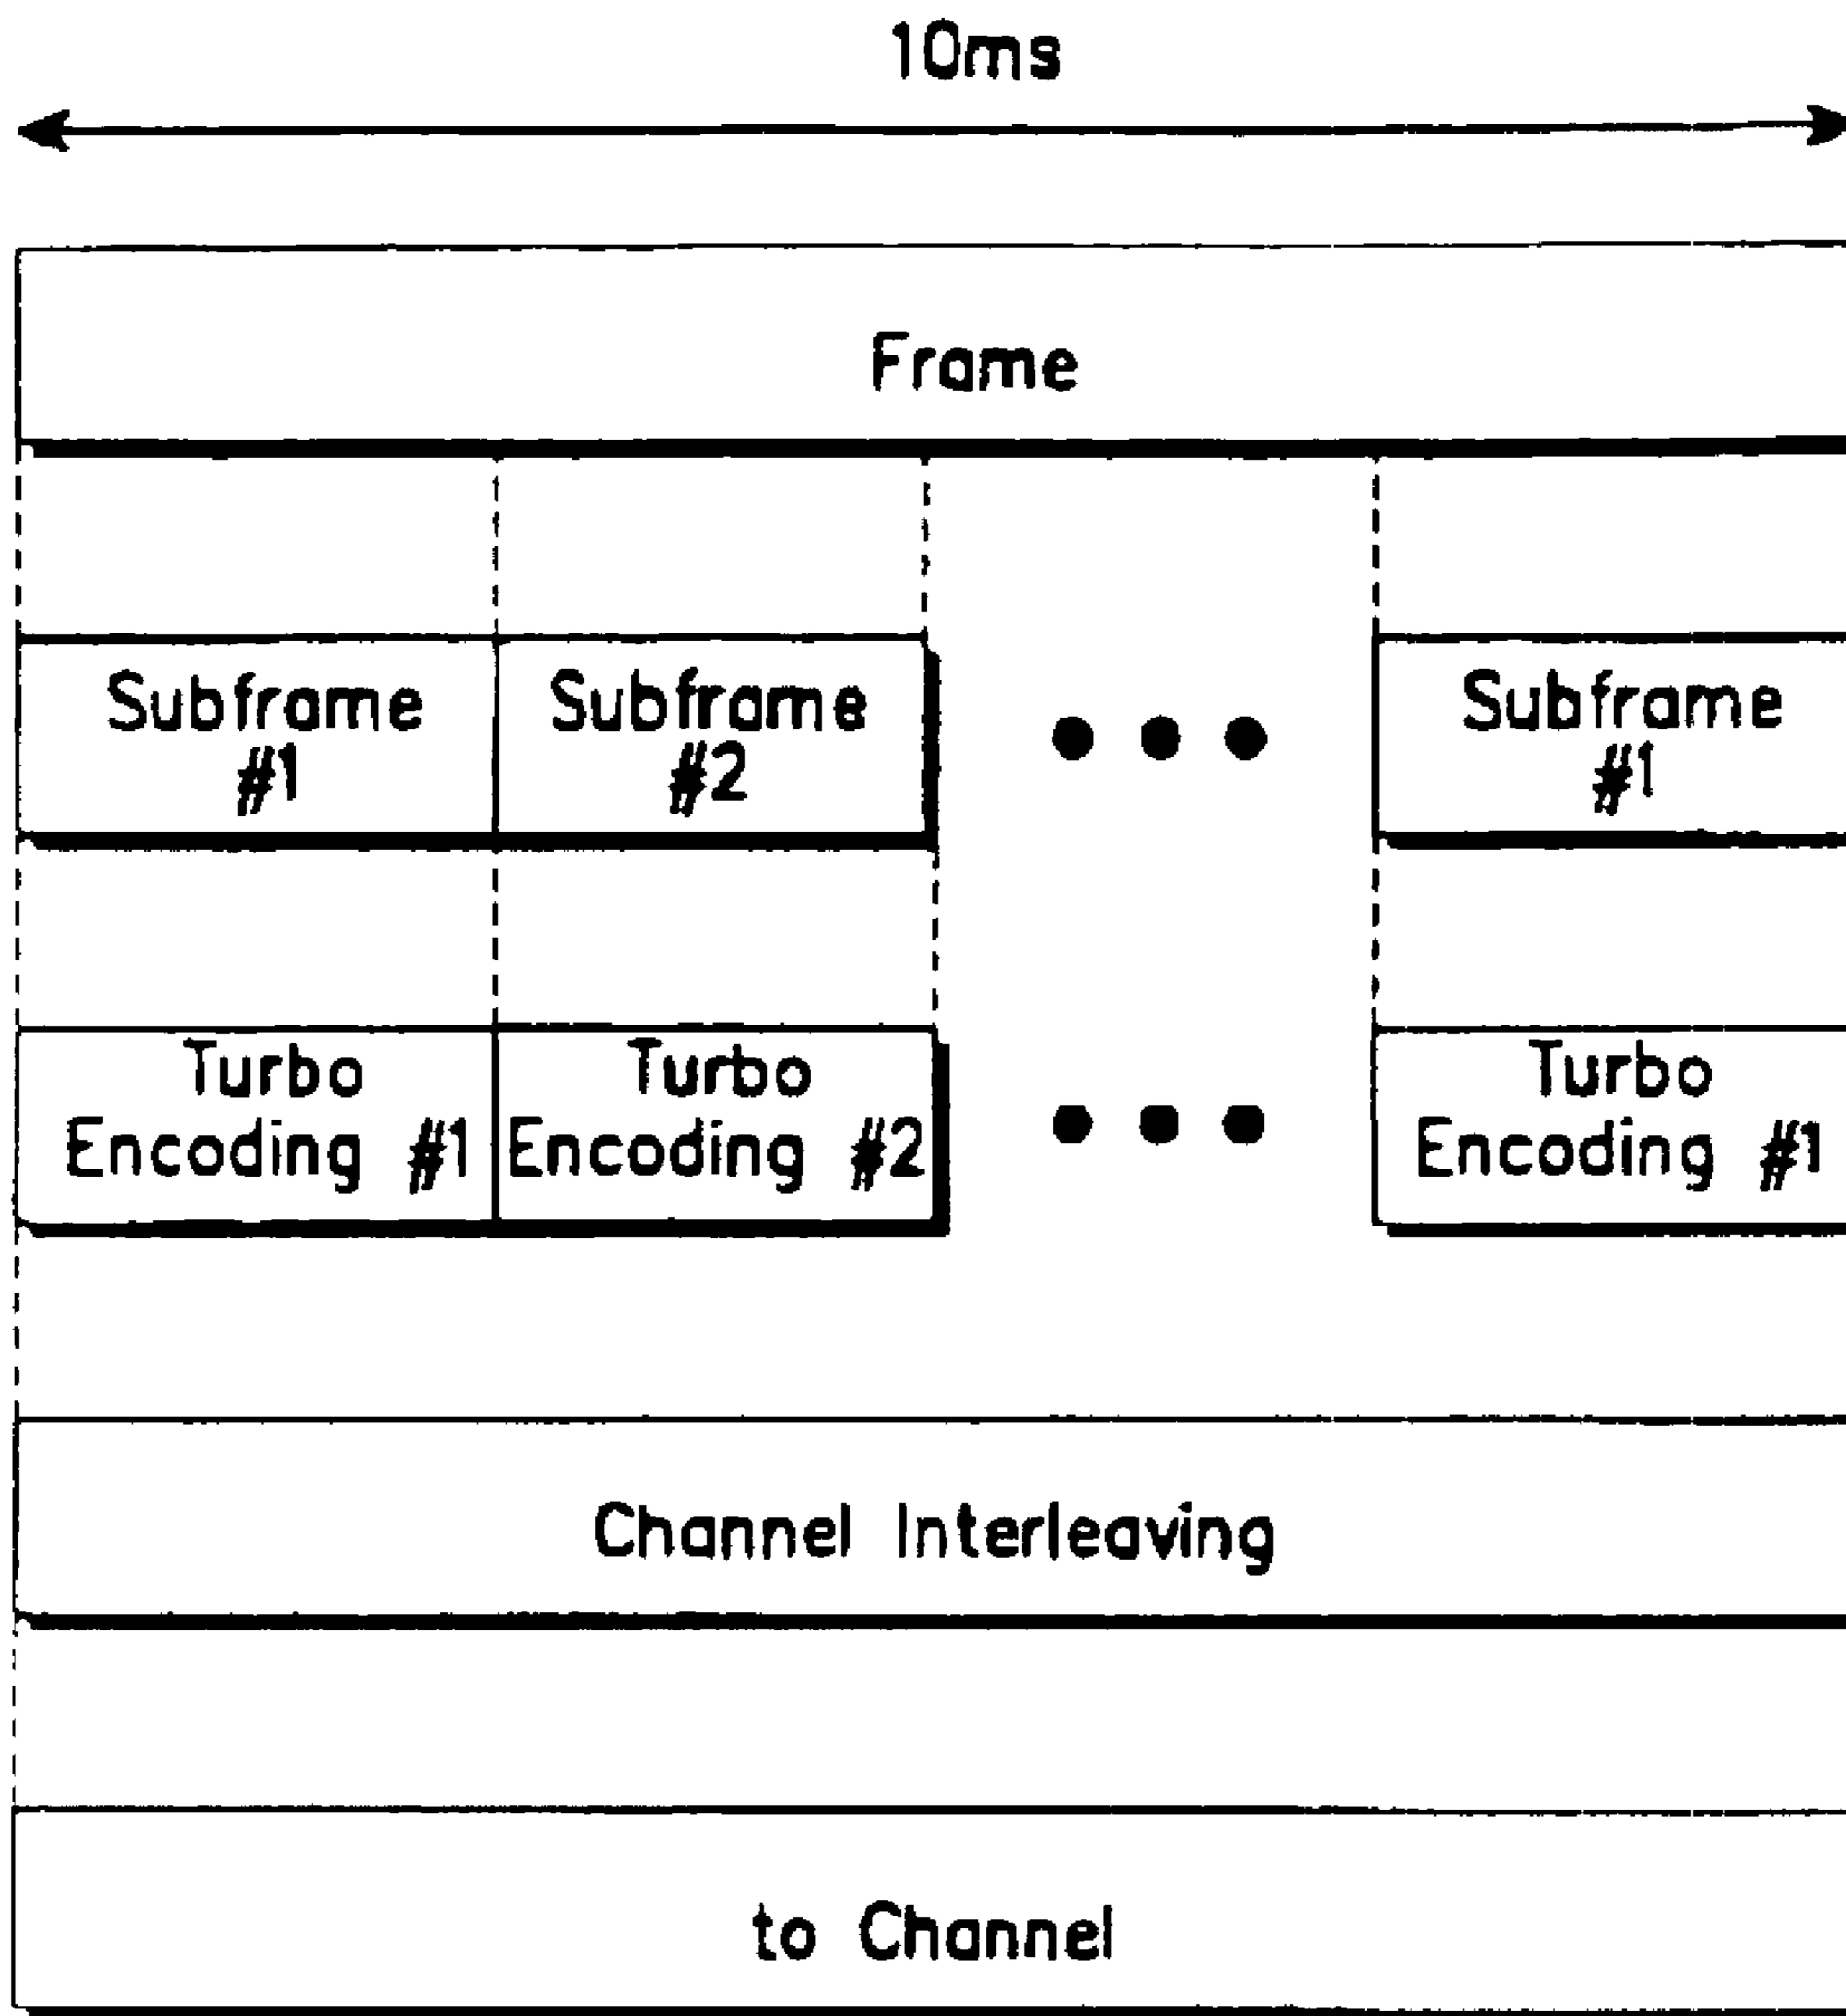 10ms
Frame
Subframe
#1
Subframe
#2
Subframe
#1
Turbo
Encoding #1
Turbo
Encoding #2
Turbo
Encoding #1
Channel Interleaving
to Channel